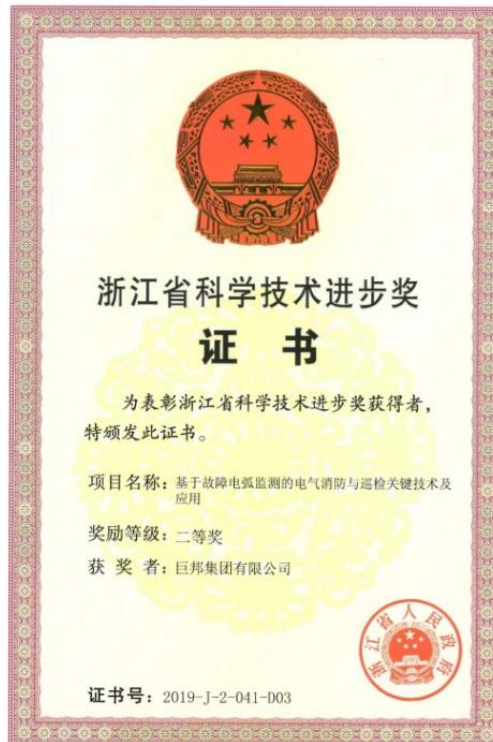 浙江省科学技术进步奖
证 书
为表彰浙江省科学技术进步奖获得者，
特颁发此证书。
项目名称：基于故障电弧监测的电气消防与巡检关键技术及
应用
奖励等级：二等奖
获 奖 者：巨邦集团有限公司
浙江省人民政府
证书号：2019-J-2-041-D03